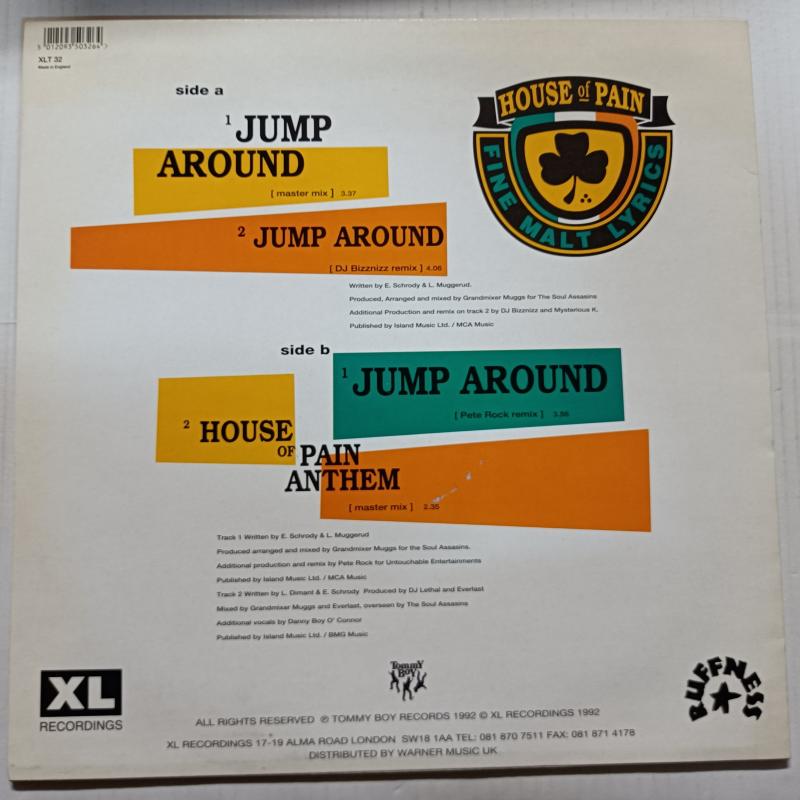 5 012093 503264 >
XLT 32
Made in England
side a
1 JUMP
AROUND
[ master mix ] 3.37
2 JUMP AROUND
[ DJ Bizznizz remix ] 4.06
HOUSE of PAIN
FINE MALT LYRICS
Written by E. Schrody & L. Muggerud.
Produced, Arranged and mixed by Grandmixer Muggs for The Soul Assasins
Additional Production and remix on track 2 by DJ Bizznizz and Mysterious K.
Published by Island Music Ltd. / MCA Music
side b
1 JUMP AROUND
[ Pete Rock remix ] 3.56
2 HOUSE
OF PAIN
ANTHEM
[ master mix ] 2.35
Track 1 Written by E. Schrody & L. Muggerud
Produced arranged and mixed by Grandmixer Muggs for the Soul Assasins.
Additional production and remix by Pete Rock for Untouchable Entertainments
Published by Island Music Ltd. / MCA Music
Track 2 Written by L. Dimant & E. Schrody Produced by DJ Lethal and Everlast
Mixed by Grandmixer Muggs and Everlast, overseen by The Soul Assasins
Additional vocals by Danny Boy O' Connor
Published by Island Music Ltd. / BMG Music
XL
RECORDINGS
Tommy
Boy
RUFFNESS
ALL RIGHTS RESERVED ℗ TOMMY BOY RECORDS 1992 © XL RECORDINGS 1992
XL RECORDINGS 17-19 ALMA ROAD LONDON SW18 1AA TEL: 081 870 7511 FAX: 081 871 4178
DISTRIBUTED BY WARNER MUSIC UK